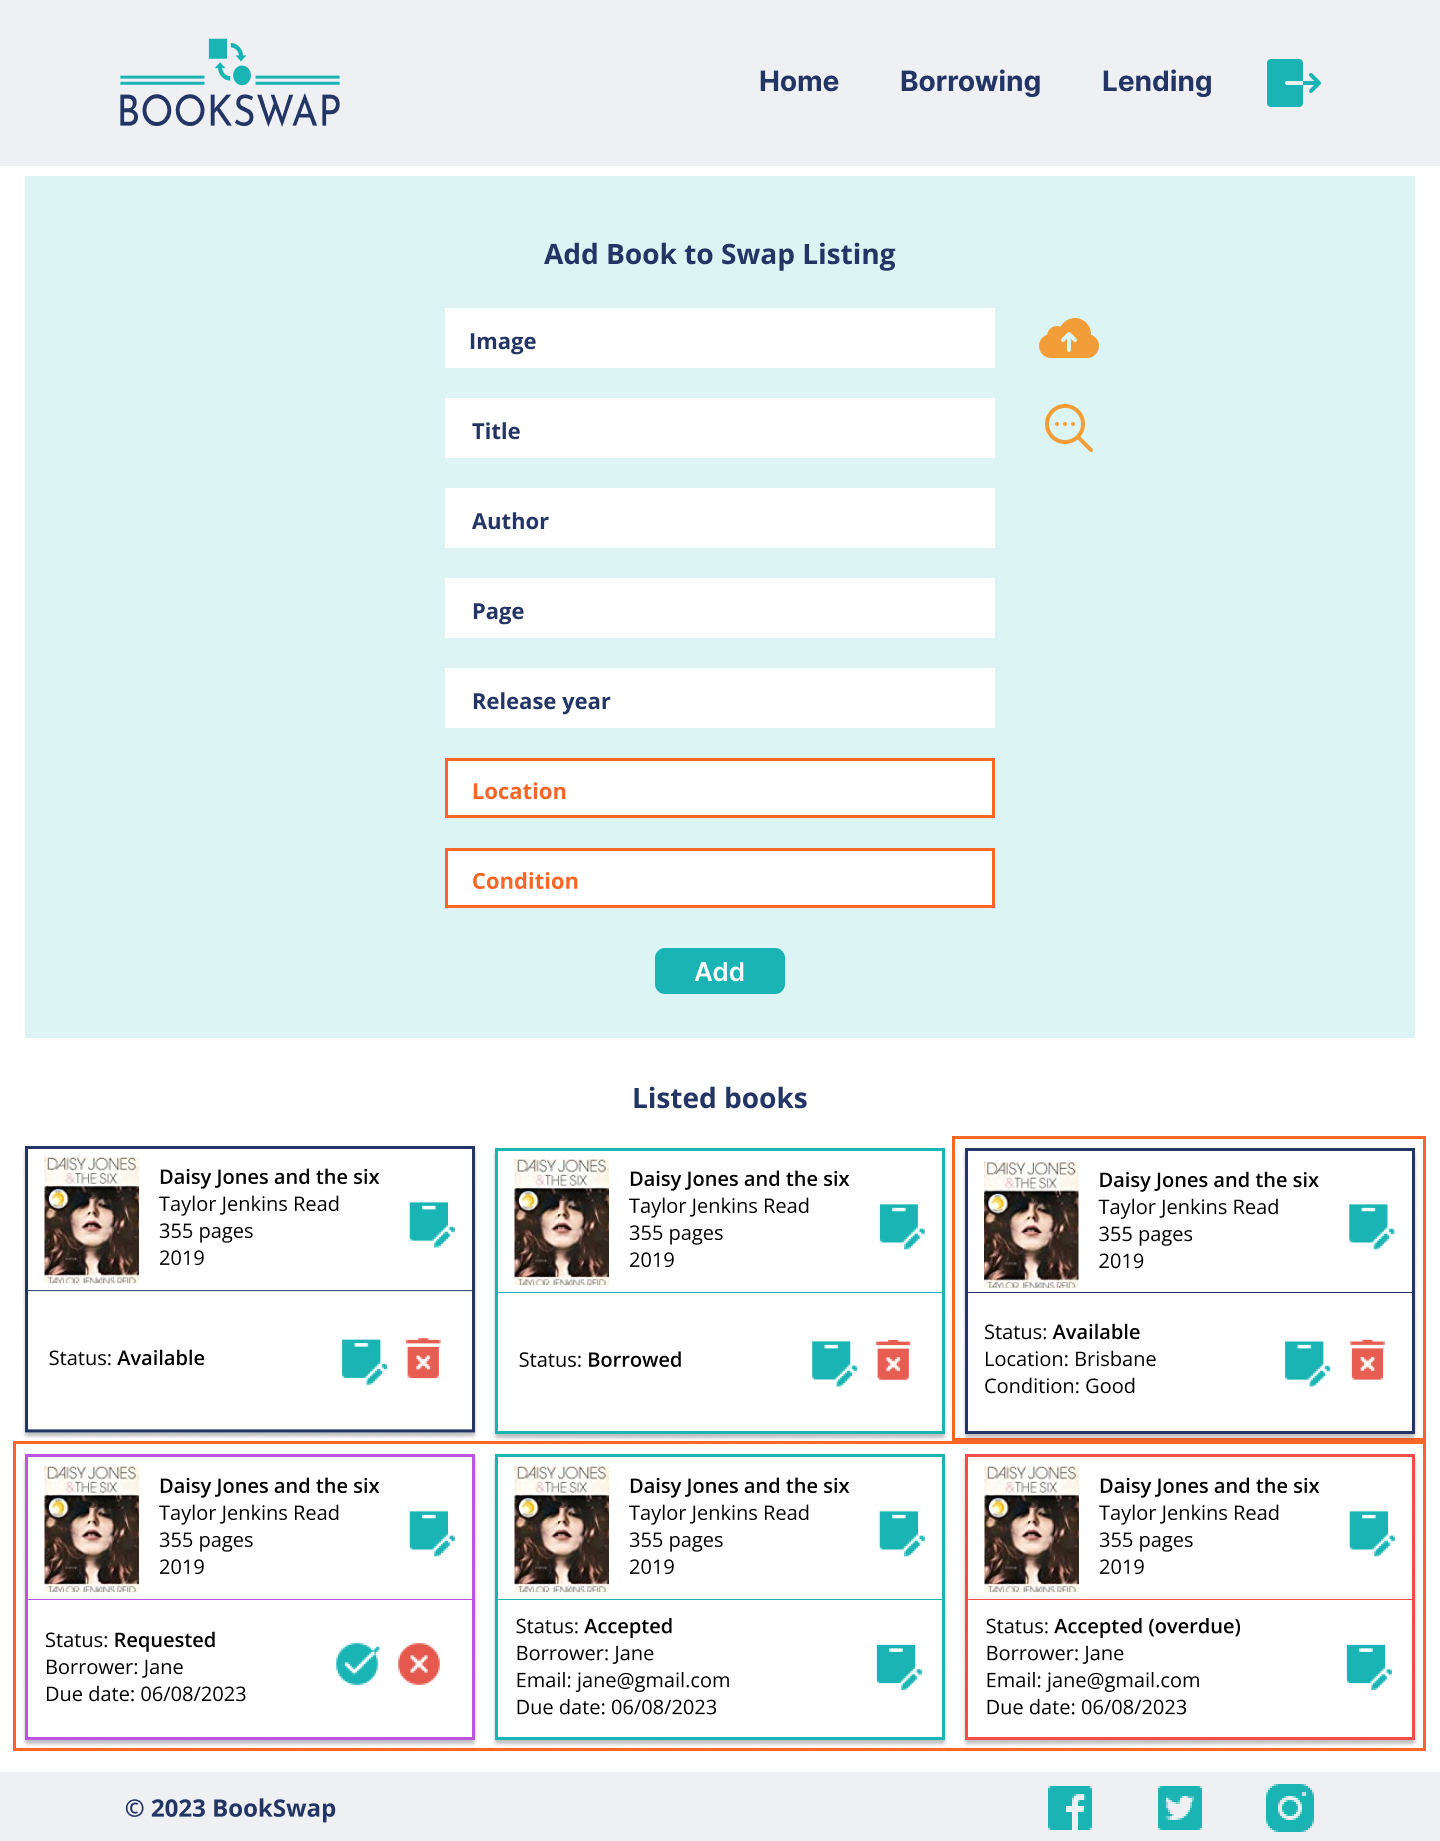 BOOKSWAP
Home
Borrowing
Lending
Add Book to Swap Listing
Image
Title
Author
Page
Release year
Location
Condition
Add
Listed books
DAISY JONES
& THE SIX
TAYLOR JENKINS REID
Daisy Jones and the six
Taylor Jenkins Read
355 pages
2019
Status: Available
DAISY JONES
& THE SIX
TAYLOR JENKINS REID
Daisy Jones and the six
Taylor Jenkins Read
355 pages
2019
Status: Borrowed
DAISY JONES
& THE SIX
TAYLOR JENKINS REID
Daisy Jones and the six
Taylor Jenkins Read
355 pages
2019
Status: Available
Location: Brisbane
Condition: Good
DAISY JONES
& THE SIX
TAYLOR JENKINS REID
Daisy Jones and the six
Taylor Jenkins Read
355 pages
2019
Status: Requested
Borrower: Jane
Due date: 06/08/2023
DAISY JONES
& THE SIX
TAYLOR JENKINS REID
Daisy Jones and the six
Taylor Jenkins Read
355 pages
2019
Status: Accepted
Borrower: Jane
Email: jane@gmail.com
Due date: 06/08/2023
DAISY JONES
& THE SIX
TAYLOR JENKINS REID
Daisy Jones and the six
Taylor Jenkins Read
355 pages
2019
Status: Accepted (overdue)
Borrower: Jane
Email: jane@gmail.com
Due date: 06/08/2023
© 2023 BookSwap